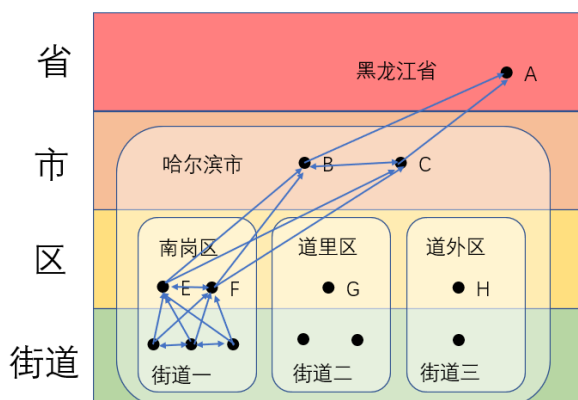 省
黑龙江省 A
市
哈尔滨市 B C
区
南岗区 道里区 道外区
E F G H
街道
街道一 街道二 街道三